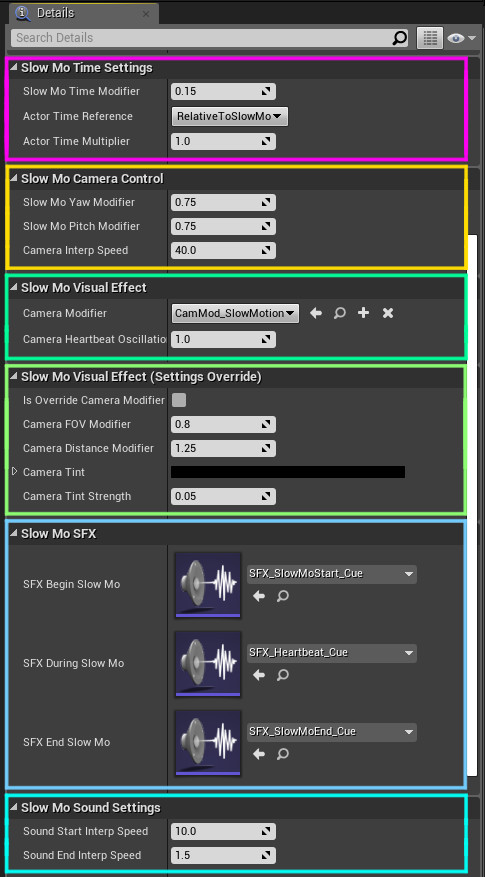 Details
Search Details
Slow Mo Time Settings
Slow Mo Time Modifier 0.15
Actor Time Reference RelativeToSlowMo
Actor Time Multiplier 1.0
Slow Mo Camera Control
Slow Mo Yaw Modifier 0.75
Slow Mo Pitch Modifier 0.75
Camera Interp Speed 40.0
Slow Mo Visual Effect
Camera Modifier CamMod_SlowMotion
Camera Heartbeat Oscillatio 1.0
Slow Mo Visual Effect (Settings Override)
Is Override Camera Modifier
Camera FOV Modifier 0.8
Camera Distance Modifier 1.25
Camera Tint
Camera Tint Strength 0.05
Slow Mo SFX
SFX Begin Slow Mo SFX_SlowMoStart_Cue
SFX During Slow Mo SFX_Heartbeat_Cue
SFX End Slow Mo SFX_SlowMoEnd_Cue
Slow Mo Sound Settings
Sound Start Interp Speed 10.0
Sound End Interp Speed 1.5